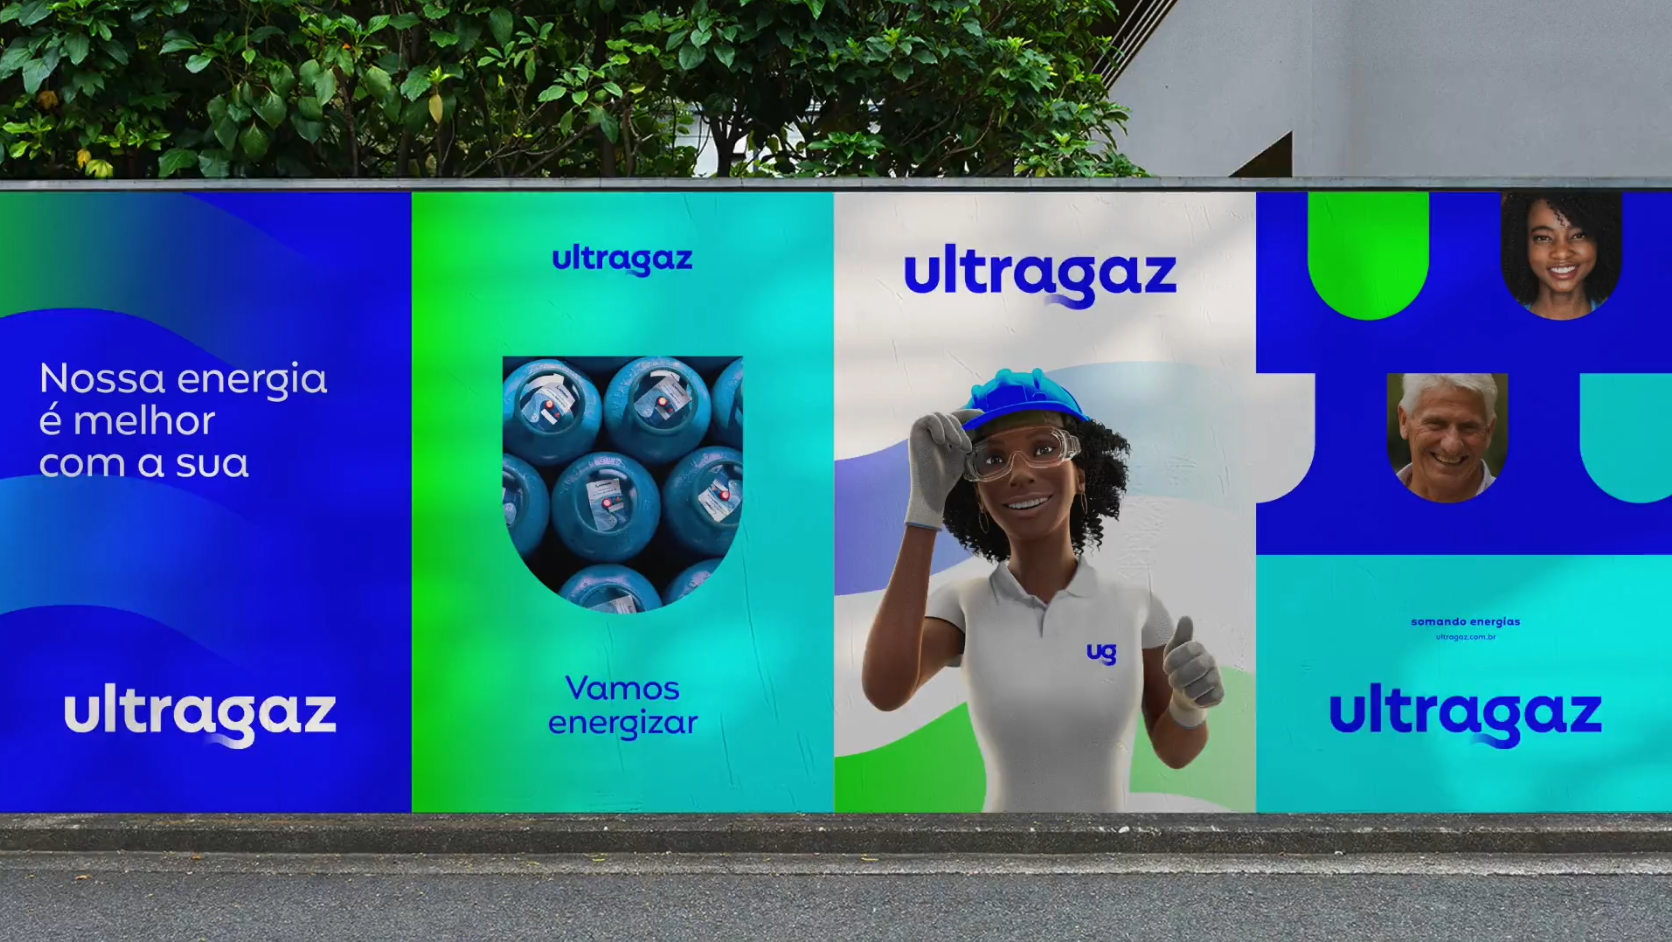 Nossa energia
é melhor
com a sua
ultragaz
ultragaz
Vamos
energizar
ultragaz
ug
somando energias
ultragaz.com.br
ultragaz